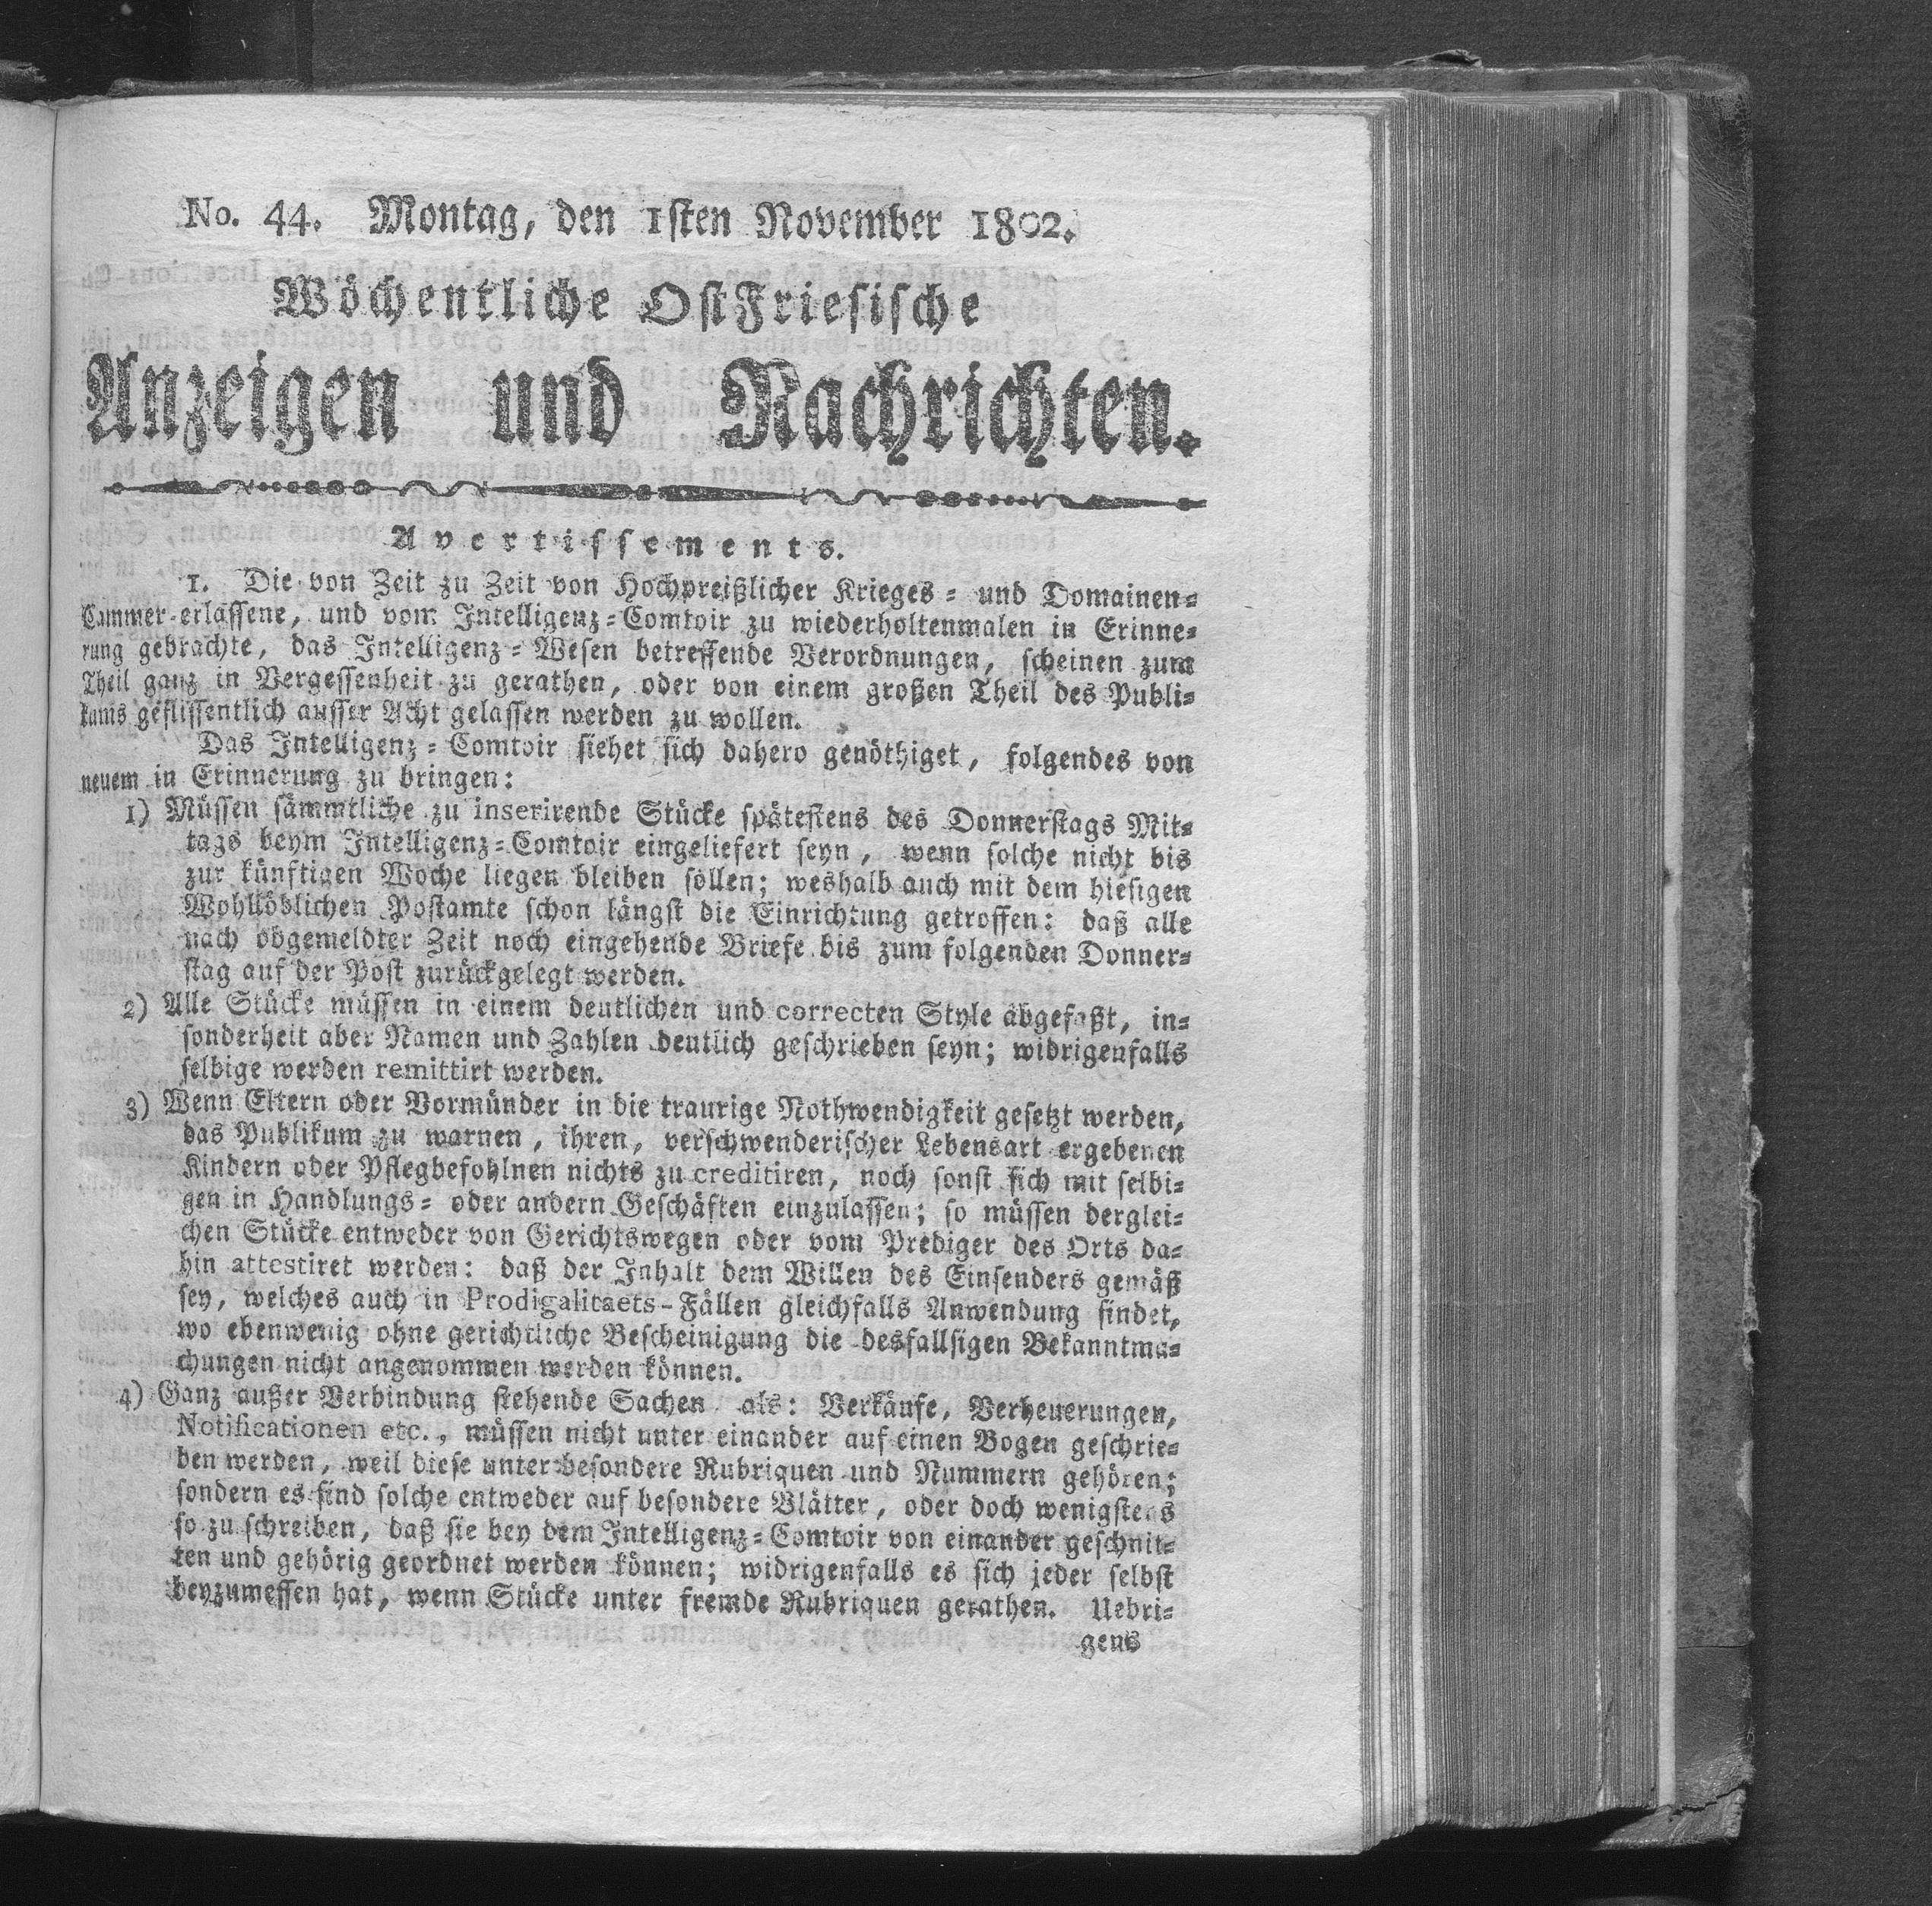 No. 44. Montag, den 1sten November 1802.
Wöchentliche OstFriesische
Anzeigen und Nachrichten.
Avertissements.
1. Die von Zeit zu Zeit von Hochpreißlicher Krieges- und Domainen-
Cammer erlassene, und vom Intelligenz-Comtoir zu wiederholtenmalen in Erinne-
rung gebrachte, das Intelligenz-Wesen betreffende Verordnungen, scheinen zum
Theil ganz in Vergessenheit zu gerathen, oder von einem großen Theil des Publi-
kums geflissentlich ausser Acht gelassen werden zu wollen.
Das Intelligenz-Comtoir siehet sich dahero genöthiget, folgendes von
neuem in Erinnerung zu bringen:
1) Müssen sämmtliche zu inserirende Stücke spätestens des Donnerstags Mit-
tags beym Intelligenz-Comtoir eingeliefert seyn, wenn solche nicht bis
zur künftigen Woche liegen bleiben sollen; weshalb auch mit dem hiesigen
Wohllöblichen Postamte schon längst die Einrichtung getroffen: daß alle
nach obgemeldter Zeit noch eingehende Briefe bis zum folgenden Donner-
stag auf der Post zurückgelegt werden.
2) Alle Stücke müssen in einem deutlichen und correcten Style abgefaßt, in-
sonderheit aber Namen und Zahlen deutlich geschrieben seyn; widrigenfalls
selbige werden remittirt werden.
3) Wenn Eltern oder Vormünder in die traurige Nothwendigkeit gesetzt werden,
das Publikum zu warnen, ihren, verschwenderischer Lebensart ergebenen
Kindern oder Pflegbefohlnen nichts zu creditiren, noch sonst sich mit selbi-
gen in Handlungs- oder andern Geschäften einzulassen; so müssen derglei-
chen Stücke entweder von Gerichtswegen oder vom Prediger des Orts da-
hin attestiret werden: daß der Inhalt dem Willen des Einsenders gemäß
sey, welches auch in Prodigalitaets-Fällen gleichfalls Anwendung findet,
wo ebenwenig ohne gerichtliche Bescheinigung die desfallsigen Bekanntma-
chungen nicht angenommen werden können.
4) Ganz außer Verbindung stehende Sachen als: Verkäufe, Verheuerungen,
Notificationen etc., müssen nicht unter einander auf einen Bogen geschrie-
ben werden, weil diese unter besondere Rubriquen und Nummern gehören;
sondern es sind solche entweder auf besondere Blätter, oder doch wenigstens
so zu schreiben, daß sie bey dem Intelligenz-Comtoir von einander geschnit-
ten und gehörig geordnet werden können; widrigenfalls es sich jeder selbst
beyzumessen hat, wenn Stücke unter fremde Rubriquen gerathen. Uebri-
gens